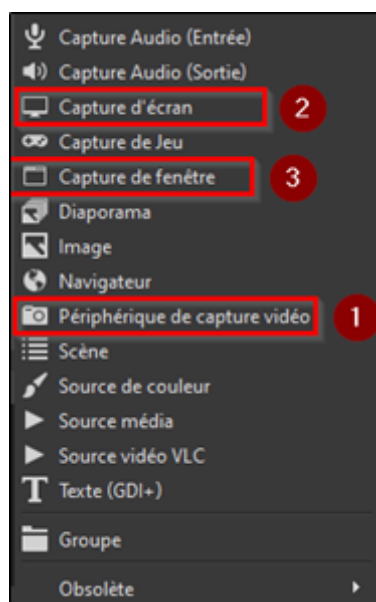 Capture Audio (Entrée)
Capture Audio (Sortie)
Capture d'écran 2
Capture de Jeu
Capture de fenêtre 3
Diaporama
Image
Navigateur
Périphérique de capture vidéo 1
Scène
Source de couleur
Source média
Source vidéo VLC
Texte (GDI+)
Groupe
Obsolète